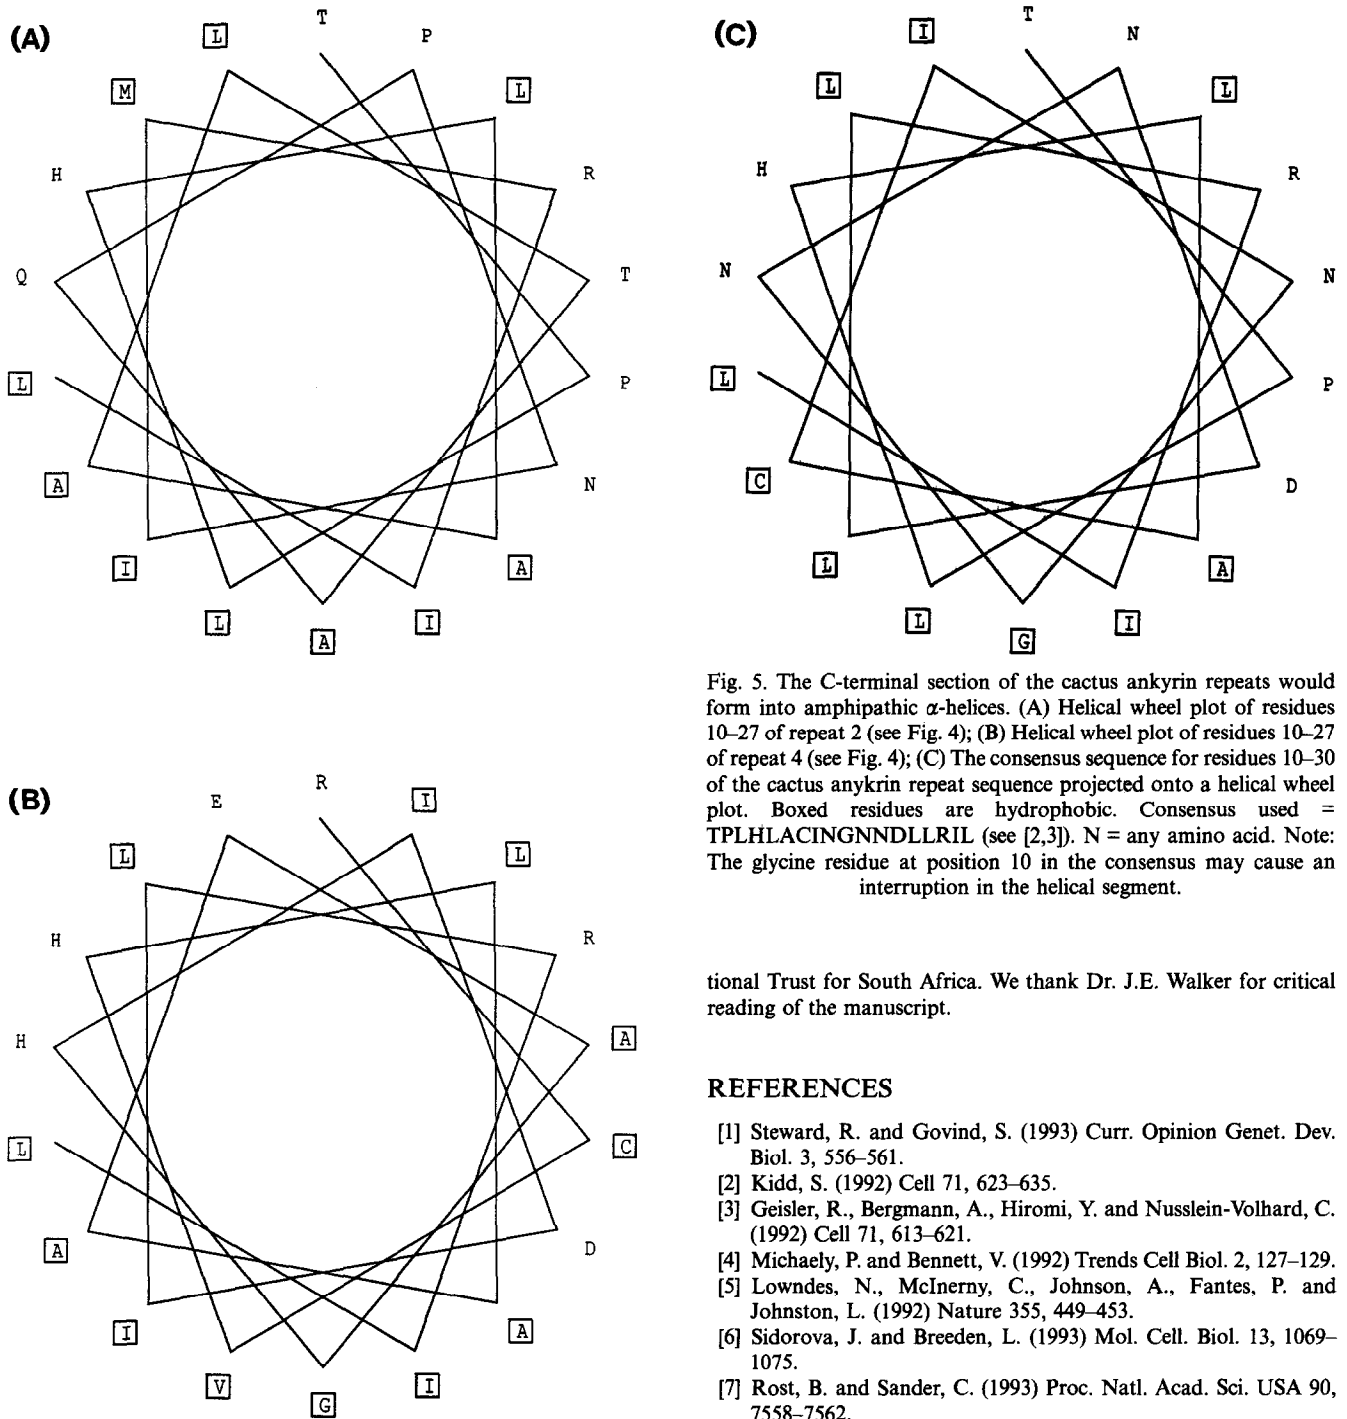 (A)
T
L
P
M
L
H
R
Q
T
L
P
A
N
I
A
L
I
A
(B)
R
E
I
L
L
H
R
H
A
L
C
A
D
I
A
V
I
G
(C)
T
I
N
L
L
H
R
N
N
L
P
C
D
L
A
L
I
G
Fig. 5. The C-terminal section of the cactus ankyrin repeats would
form into amphipathic α-helices. (A) Helical wheel plot of residues
10–27 of repeat 2 (see Fig. 4); (B) Helical wheel plot of residues 10–27
of repeat 4 (see Fig. 4); (C) The consensus sequence for residues 10–30
of the cactus anykrin repeat sequence projected onto a helical wheel
plot. Boxed residues are hydrophobic. Consensus used =
TPLHLACINGNNDLLRIL (see [2,3]). N = any amino acid. Note:
The glycine residue at position 10 in the consensus may cause an
interruption in the helical segment.
tional Trust for South Africa. We thank Dr. J.E. Walker for critical
reading of the manuscript.
REFERENCES
[1] Steward, R. and Govind, S. (1993) Curr. Opinion Genet. Dev.
Biol. 3, 556–561.
[2] Kidd, S. (1992) Cell 71, 623–635.
[3] Geisler, R., Bergmann, A., Hiromi, Y. and Nusslein-Volhard, C.
(1992) Cell 71, 613–621.
[4] Michaely, P. and Bennett, V. (1992) Trends Cell Biol. 2, 127–129.
[5] Lowndes, N., McInerny, C., Johnson, A., Fantes, P. and
Johnston, L. (1992) Nature 355, 449–453.
[6] Sidorova, J. and Breeden, L. (1993) Mol. Cell. Biol. 13, 1069–
1075.
[7] Rost, B. and Sander, C. (1993) Proc. Natl. Acad. Sci. USA 90,
7558–7562.